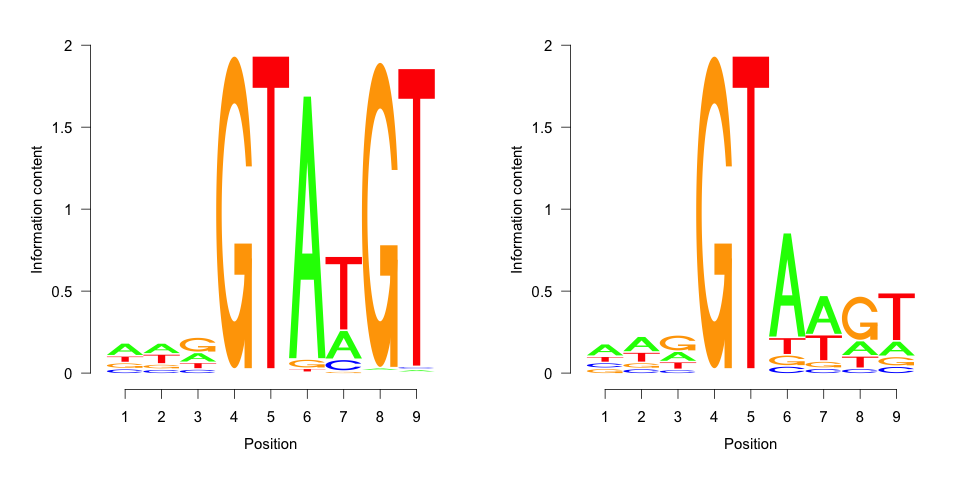 2
1.5
1
0.5
0
Information content
A A G G T A T G T
T T A G A
G G T T C
C C C
1 2 3 4 5 6 7 8 9
Position
2
1.5
1
0.5
0
Information content
A A G G T A A G T
T T A T T A A
C G T G G T G
G C C C C C C
1 2 3 4 5 6 7 8 9
Position